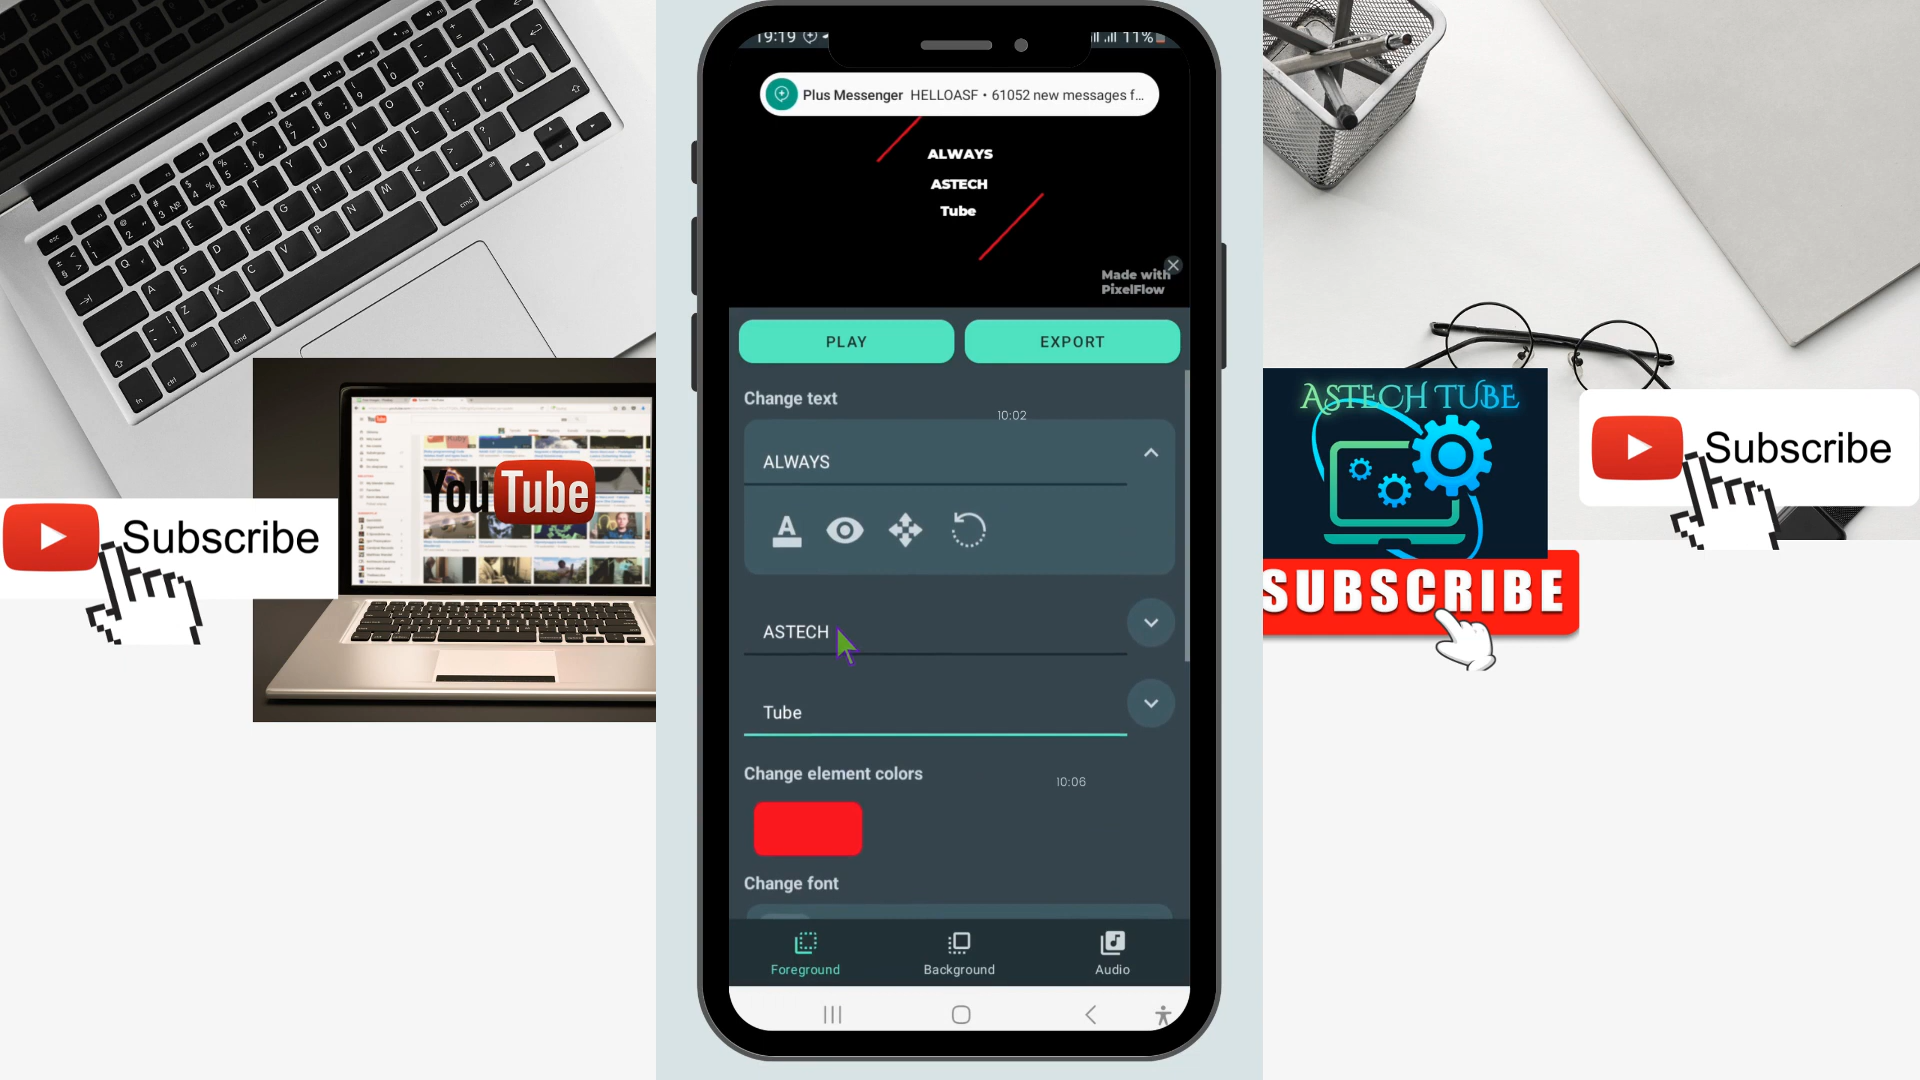 19:19
11%
Plus Messenger HELLOASF • 61052 new messages f...
ALWAYS
ASTECH
Tube
Made with
PixelFlow
PLAY
EXPORT
Change text
10:02
ALWAYS
ASTECH
Tube
Change element colors
10:06
Change font
Foreground
Background
Audio
YouTube
Subscribe
ASTECH TUBE
Subscribe
SUBSCRIBE